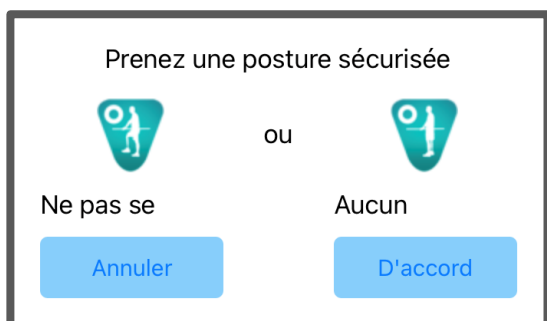 Prenez une posture sécurisée
ou
Ne pas se
Aucun
Annuler
D'accord